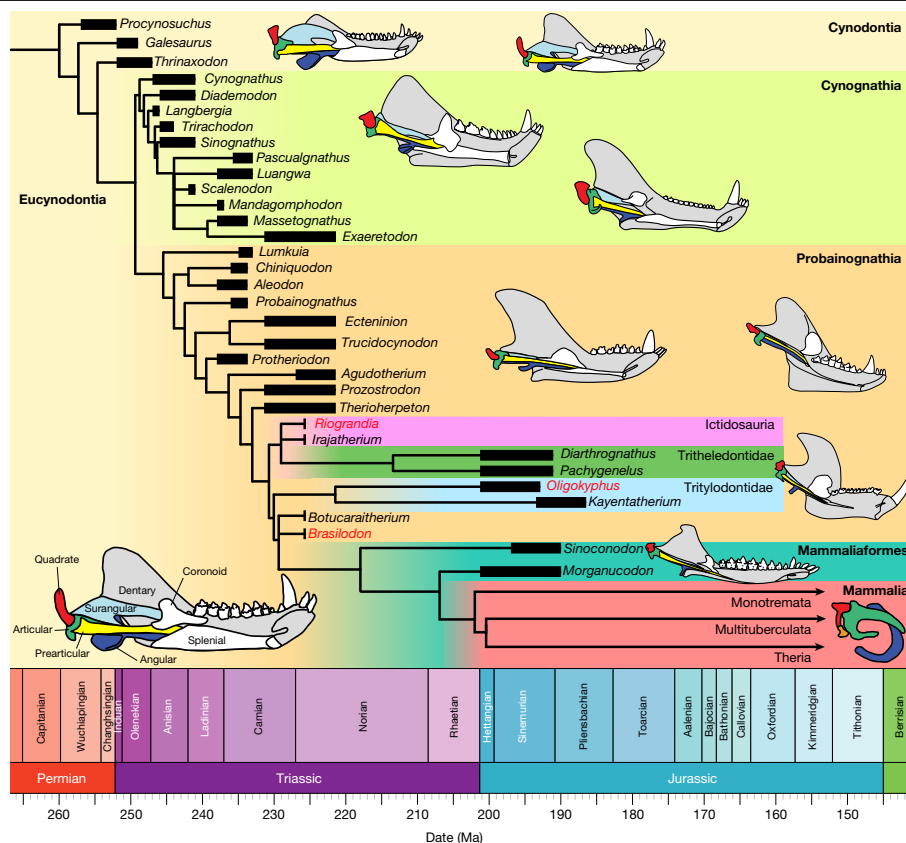 Procynosuchus
Cynodontia
Galesaurus
Thrinaxodon
Cynognathus
Cynognathia
Diademodon
Langbergia
Trirachodon
Sinognathus
Pascualgnathus
Luangwa
Scalenodon
Eucynodontia
Mandagomphodon
Massetognathus
Exaeretodon
Lumkuia
Probainognathia
Chiniquodon
Aleodon
Probainognathus
Ecteninion
Trucidocynodon
Protheriodon
Agudotherium
Prozostrodon
Therioherpeton
Riograndia
Ictidosauria
Irajatherium
Diarthrognathus
Tritheledontidae
Pachygenelus
Oligokyphus
Tritylodontidae
Kayentatherium
Botucaraitherium
Brasilodon
Sinoconodon
Mammaliaformes
Morganucodon
Mammalia
Monotremata
Multituberculata
Theria
Quadrate
Coronoid
Dentary
Surangular
Articular
Splenial
Prearticular
Angular
Capitanian
Wuchiapingian
Changhsingian
Induan
Olenekian
Anisian
Ladinian
Carnian
Norian
Rhaetian
Hettangian
Sinemurian
Pliensbachian
Toarcian
Aalenian
Bajocian
Bathonian
Callovian
Oxfordian
Kimmeridgian
Tithonian
Berrisian
Permian
Triassic
Jurassic
260 250 240 230 220 210 200 190 180 170 160 150
Date (Ma)